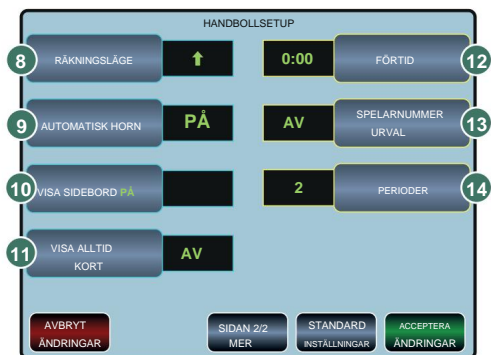 HANDBOLLSETUP
8 RÄKNINGSLÄGE ⬆ 0:00 FÖRTID 12
9 AUTOMATISK HORN PÅ AV SPELARNUMMER
URVAL 13
10 VISA SIDEBORD PÅ 2 PERIODER 14
11 VISA ALLTID
KORT AV
AVBRYT
ÄNDRINGAR
SIDAN 2/2
MER
STANDARD
INSTÄLLNINGAR
ACCEPTERA
ÄNDRINGAR